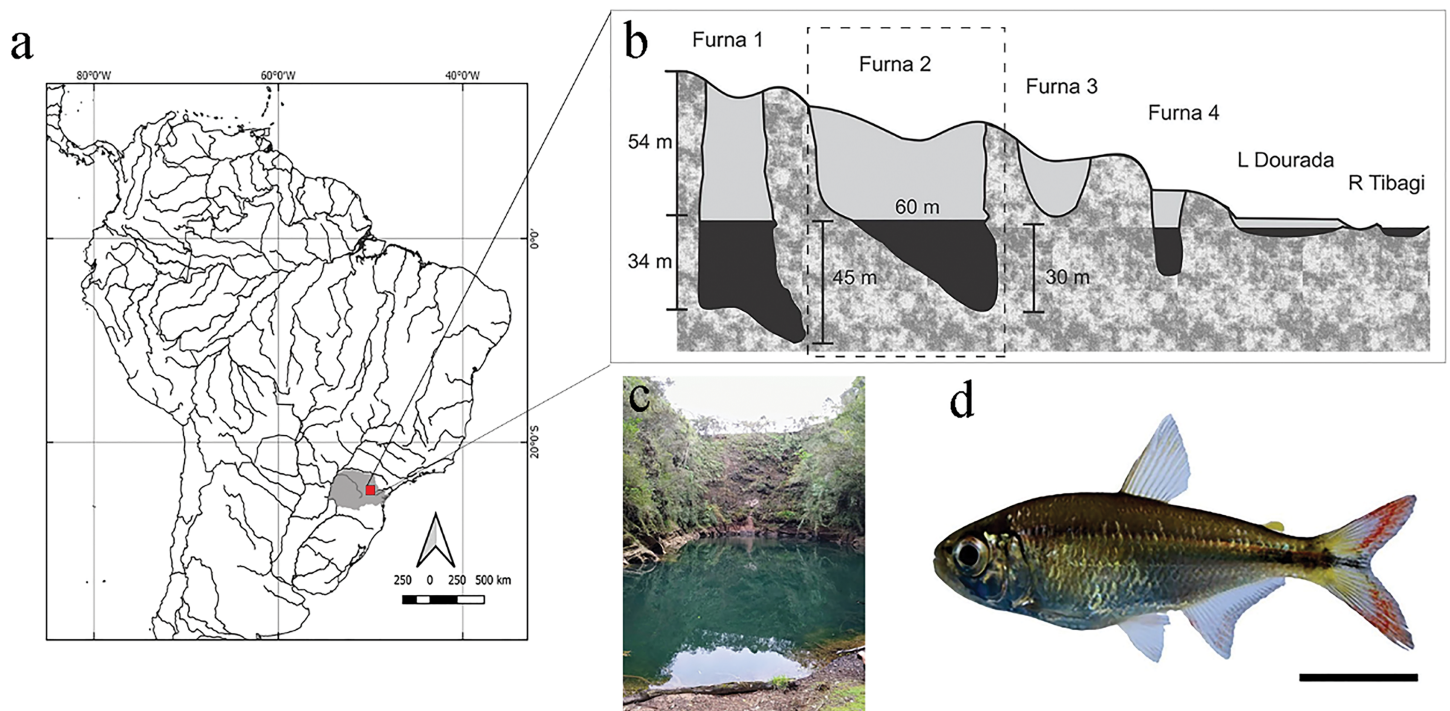 a
80°0'W 60°0'W 40°0'W
0°0'
20°0'S
250 0 250 500 km
b
Furna 1
Furna 2
Furna 3
Furna 4
L Dourada
R Tibagi
54 m
60 m
34 m
45 m
30 m
c
d